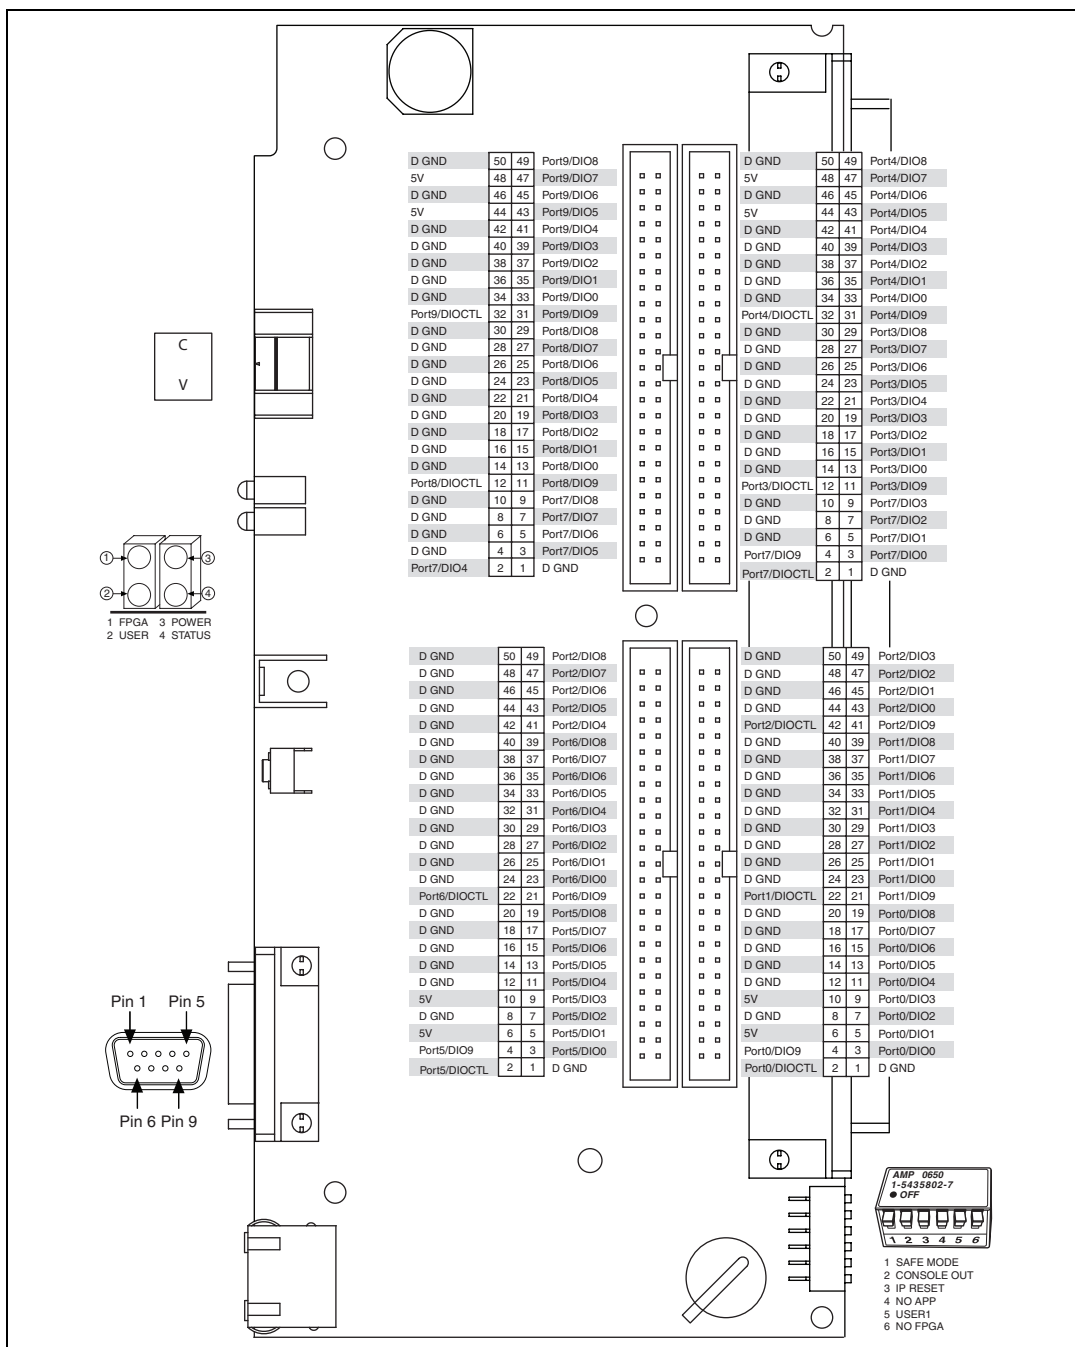 D GND 50 49 Port9/DIO8
5V 48 47 Port9/DIO7
D GND 46 45 Port9/DIO6
5V 44 43 Port9/DIO5
D GND 42 41 Port9/DIO4
D GND 40 39 Port9/DIO3
D GND 38 37 Port9/DIO2
D GND 36 35 Port9/DIO1
D GND 34 33 Port9/DIO0
Port9/DIOCTL 32 31 Port9/DIO9
D GND 30 29 Port8/DIO8
D GND 28 27 Port8/DIO7
D GND 26 25 Port8/DIO6
D GND 24 23 Port8/DIO5
D GND 22 21 Port8/DIO4
D GND 20 19 Port8/DIO3
D GND 18 17 Port8/DIO2
D GND 16 15 Port8/DIO1
D GND 14 13 Port8/DIO0
Port8/DIOCTL 12 11 Port8/DIO9
D GND 10 9 Port7/DIO8
D GND 8 7 Port7/DIO7
D GND 6 5 Port7/DIO6
D GND 4 3 Port7/DIO5
Port7/DIO4 2 1 D GND
D GND 50 49 Port4/DIO8
5V 48 47 Port4/DIO7
D GND 46 45 Port4/DIO6
5V 44 43 Port4/DIO5
D GND 42 41 Port4/DIO4
D GND 40 39 Port4/DIO3
D GND 38 37 Port4/DIO2
D GND 36 35 Port4/DIO1
D GND 34 33 Port4/DIO0
Port4/DIOCTL 32 31 Port4/DIO9
D GND 30 29 Port3/DIO8
D GND 28 27 Port3/DIO7
D GND 26 25 Port3/DIO6
D GND 24 23 Port3/DIO5
D GND 22 21 Port3/DIO4
D GND 20 19 Port3/DIO3
D GND 18 17 Port3/DIO2
D GND 16 15 Port3/DIO1
D GND 14 13 Port3/DIO0
Port3/DIOCTL 12 11 Port3/DIO9
D GND 10 9 Port7/DIO3
D GND 8 7 Port7/DIO2
D GND 6 5 Port7/DIO1
Port7/DIO9 4 3 Port7/DIO0
Port7/DIOCTL 2 1 D GND
C
V
1 3
2 4
1 FPGA 3 POWER
2 USER 4 STATUS
D GND 50 49 Port2/DIO8
D GND 48 47 Port2/DIO7
D GND 46 45 Port2/DIO6
D GND 44 43 Port2/DIO5
D GND 42 41 Port2/DIO4
D GND 40 39 Port6/DIO8
D GND 38 37 Port6/DIO7
D GND 36 35 Port6/DIO6
D GND 34 33 Port6/DIO5
D GND 32 31 Port6/DIO4
D GND 30 29 Port6/DIO3
D GND 28 27 Port6/DIO2
D GND 26 25 Port6/DIO1
D GND 24 23 Port6/DIO0
Port6/DIOCTL 22 21 Port6/DIO9
D GND 20 19 Port5/DIO8
D GND 18 17 Port5/DIO7
D GND 16 15 Port5/DIO6
D GND 14 13 Port5/DIO5
D GND 12 11 Port5/DIO4
5V 10 9 Port5/DIO3
D GND 8 7 Port5/DIO2
5V 6 5 Port5/DIO1
Port5/DIO9 4 3 Port5/DIO0
Port5/DIOCTL 2 1 D GND
D GND 50 49 Port2/DIO3
D GND 48 47 Port2/DIO2
D GND 46 45 Port2/DIO1
D GND 44 43 Port2/DIO0
Port2/DIOCTL 42 41 Port2/DIO9
D GND 40 39 Port1/DIO8
D GND 38 37 Port1/DIO7
D GND 36 35 Port1/DIO6
D GND 34 33 Port1/DIO5
D GND 32 31 Port1/DIO4
D GND 30 29 Port1/DIO3
D GND 28 27 Port1/DIO2
D GND 26 25 Port1/DIO1
D GND 24 23 Port1/DIO0
Port1/DIOCTL 22 21 Port1/DIO9
D GND 20 19 Port0/DIO8
D GND 18 17 Port0/DIO7
D GND 16 15 Port0/DIO6
D GND 14 13 Port0/DIO5
D GND 12 11 Port0/DIO4
5V 10 9 Port0/DIO3
D GND 8 7 Port0/DIO2
5V 6 5 Port0/DIO1
Port0/DIO9 4 3 Port0/DIO0
Port0/DIOCTL 2 1 D GND
Pin 1 Pin 5
Pin 6 Pin 9
AMP 0650
1-5435802-7
● OFF
1 2 3 4 5 6
1 SAFE MODE
2 CONSOLE OUT
3 IP RESET
4 NO APP
5 USER1
6 NO FPGA